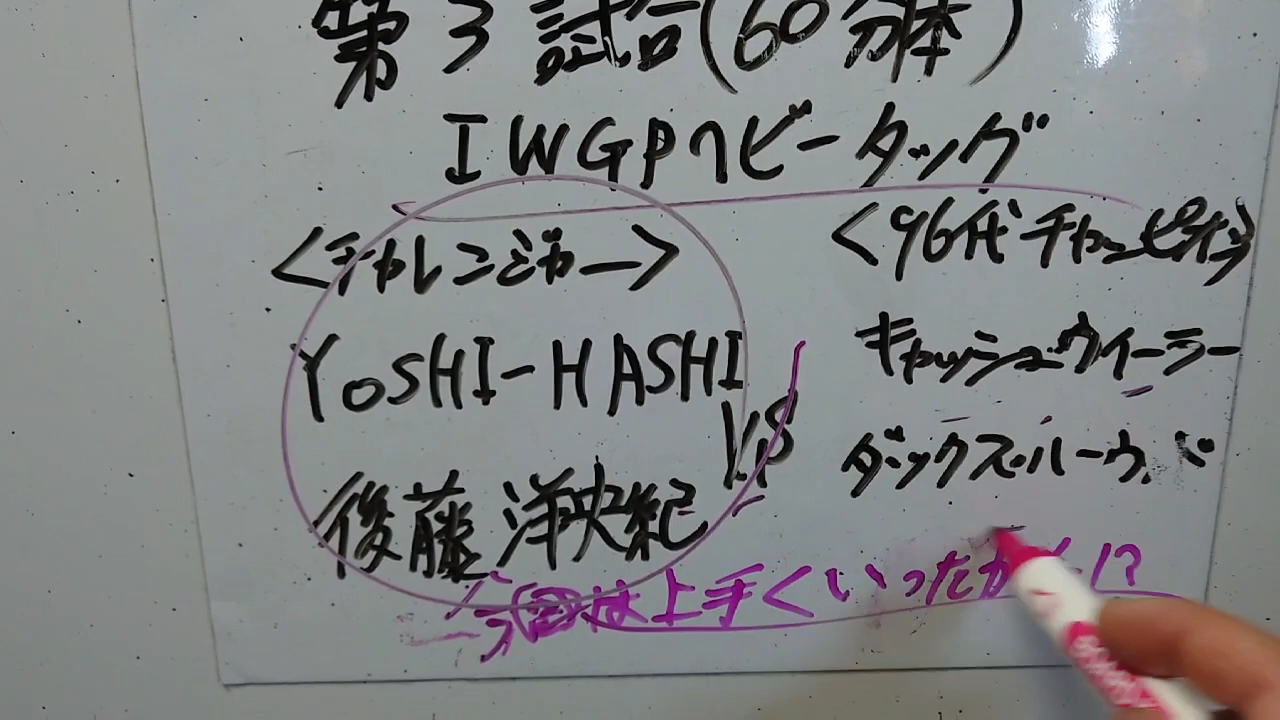 第3試合(60分1本)
IWGPヘビータッグ
<チャレンジャー>
YOSHI-HASHI
後藤 洋央紀
VS
<96代チャンピオン
キャッシュ・ウィーラー
ダックス・ハーウッド
今回は上手くいったが!?